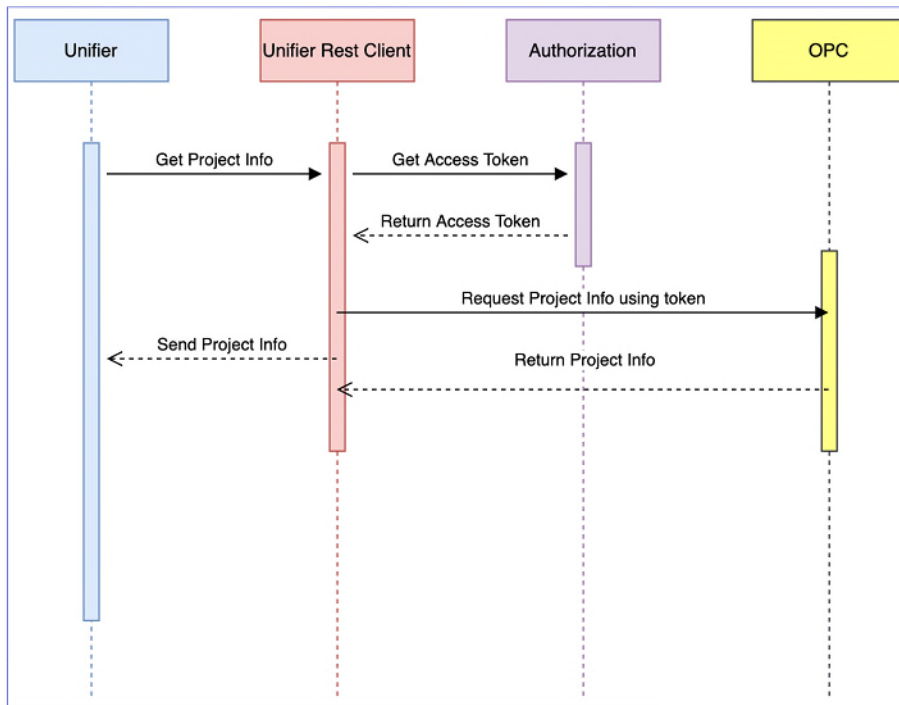 Unifier
Unifier Rest Client
Authorization
OPC
Get Project Info
Get Access Token
Return Access Token
Request Project Info using token
Send Project Info
Return Project Info